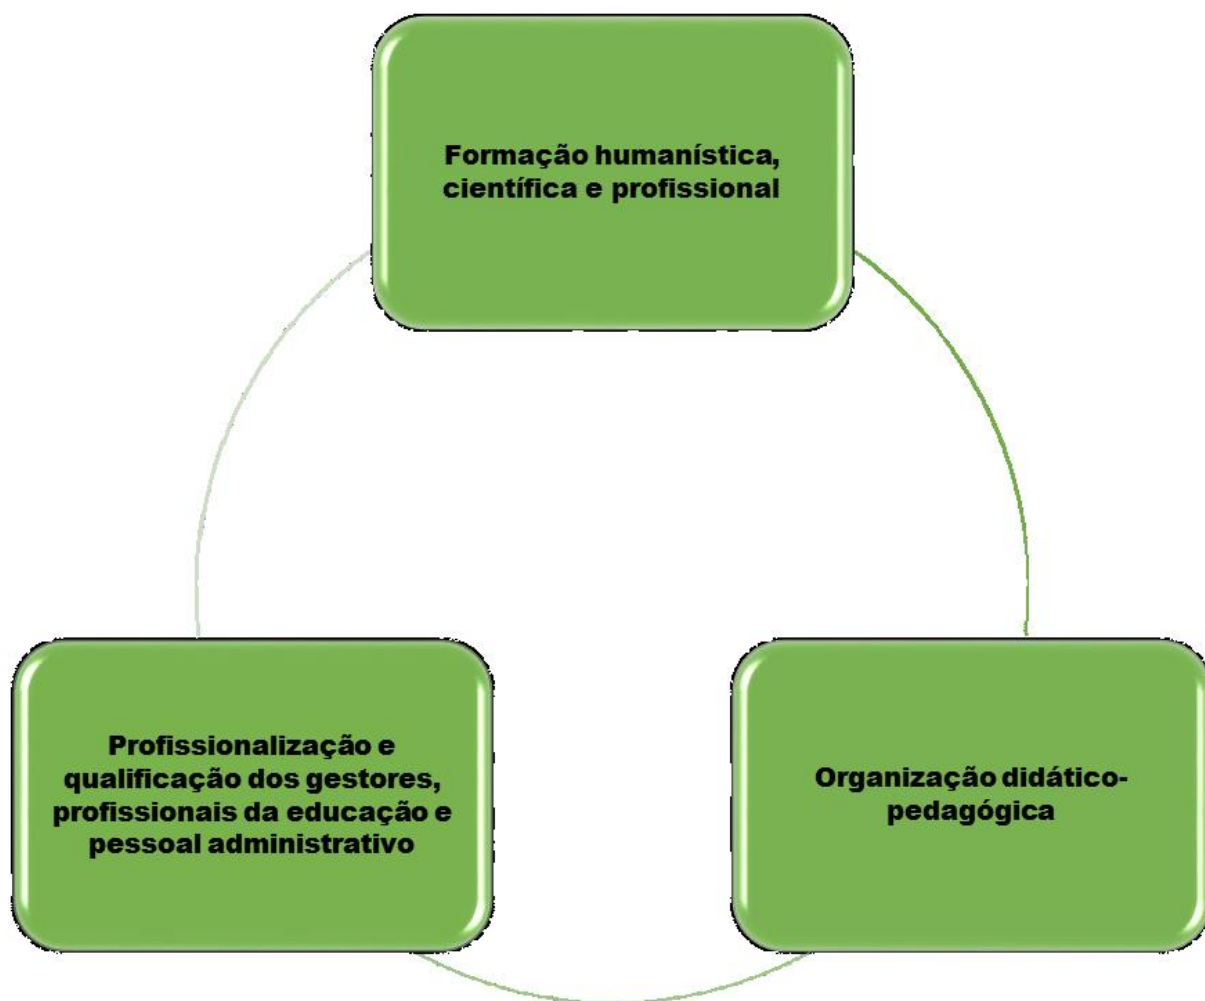 Formação humanística,
científica e profissional
Profissionalização e
qualificação dos gestores,
profissionais da educação e
pessoal administrativo
Organização didático-
pedagógica